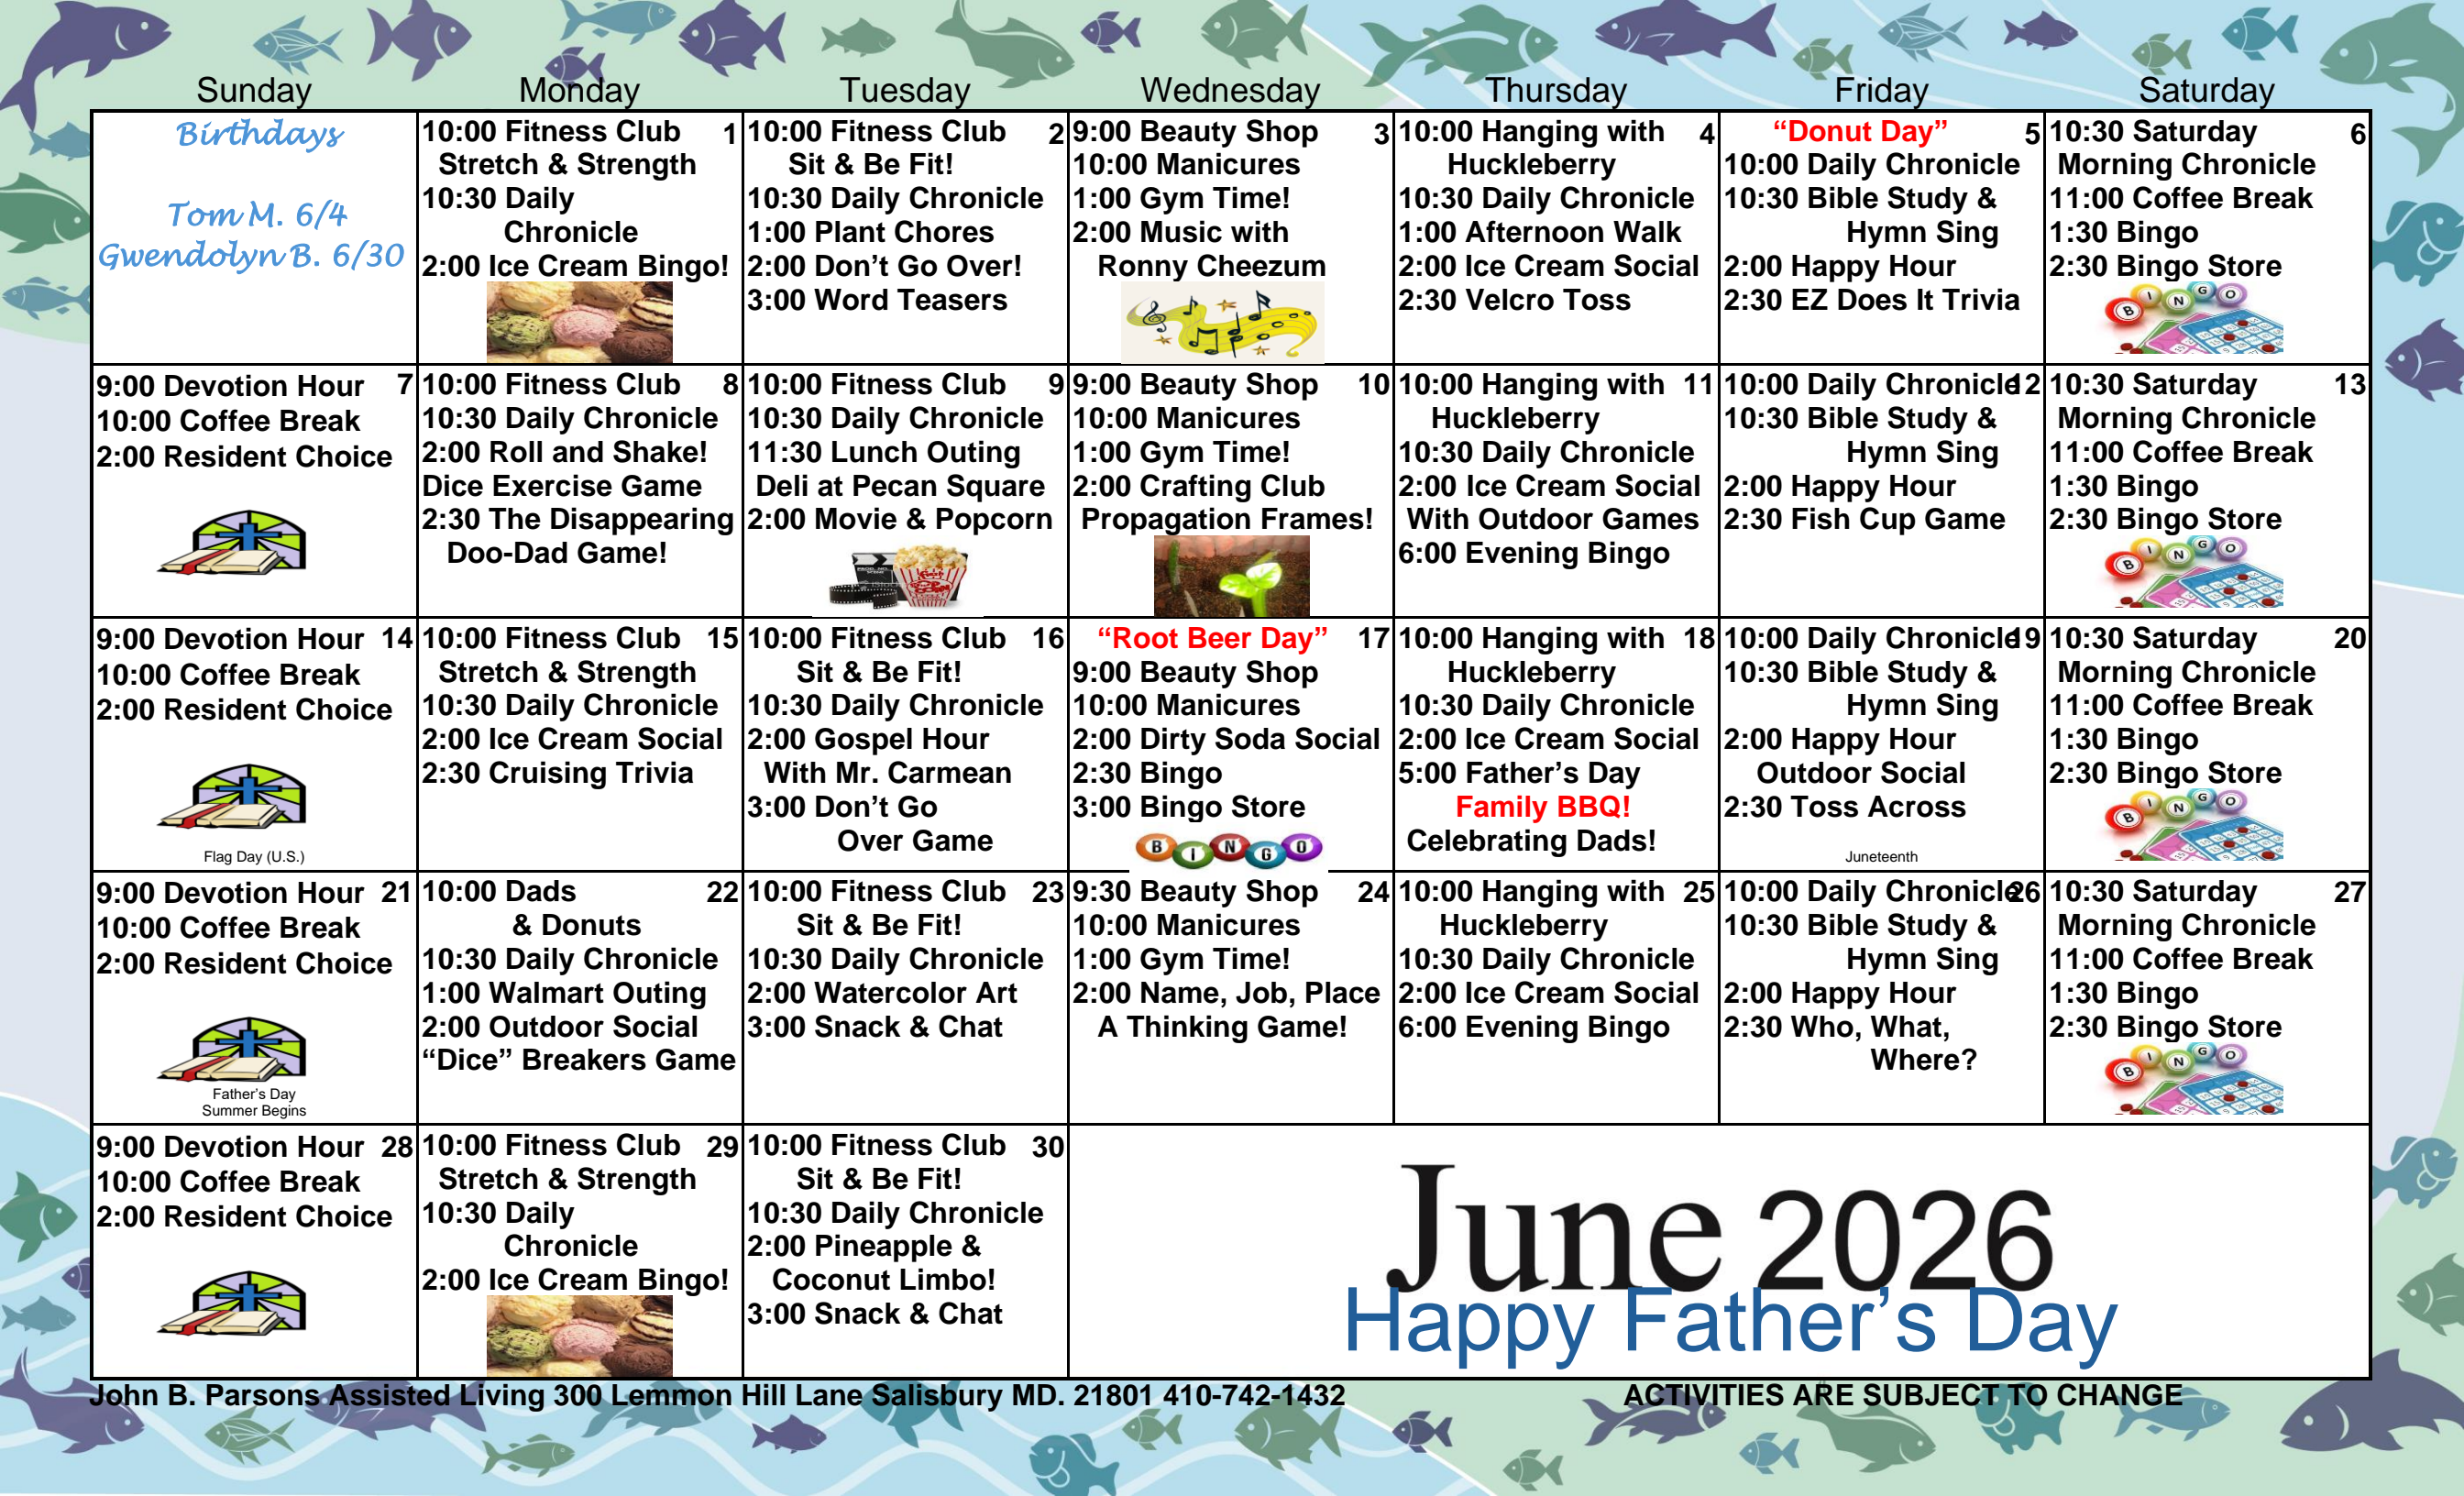 Sunday Monday Tuesday Wednesday Thursday Friday Saturday
Birthdays
Tom M. 6/4
Gwendolyn B. 6/30
10:00 Fitness Club 1
Stretch & Strength
10:30 Daily
Chronicle
2:00 Ice Cream Bingo!
10:00 Fitness Club 2
Sit & Be Fit!
10:30 Daily Chronicle
1:00 Plant Chores
2:00 Don’t Go Over!
3:00 Word Teasers
9:00 Beauty Shop 3
10:00 Manicures
1:00 Gym Time!
2:00 Music with
Ronny Cheezum
10:00 Hanging with 4
Huckleberry
10:30 Daily Chronicle
1:00 Afternoon Walk
2:00 Ice Cream Social
2:30 Velcro Toss
“Donut Day” 5
10:00 Daily Chronicle
10:30 Bible Study &
Hymn Sing
2:00 Happy Hour
2:30 EZ Does It Trivia
10:30 Saturday 6
Morning Chronicle
11:00 Coffee Break
1:30 Bingo
2:30 Bingo Store
B I N G O
9:00 Devotion Hour 7
10:00 Coffee Break
2:00 Resident Choice
10:00 Fitness Club 8
10:30 Daily Chronicle
2:00 Roll and Shake!
Dice Exercise Game
2:30 The Disappearing
Doo-Dad Game!
10:00 Fitness Club 9
10:30 Daily Chronicle
11:30 Lunch Outing
Deli at Pecan Square
2:00 Movie & Popcorn
9:00 Beauty Shop 10
10:00 Manicures
1:00 Gym Time!
2:00 Crafting Club
Propagation Frames!
10:00 Hanging with 11
Huckleberry
10:30 Daily Chronicle
2:00 Ice Cream Social
With Outdoor Games
6:00 Evening Bingo
10:00 Daily Chronicle 12
10:30 Bible Study &
Hymn Sing
2:00 Happy Hour
2:30 Fish Cup Game
10:30 Saturday 13
Morning Chronicle
11:00 Coffee Break
1:30 Bingo
2:30 Bingo Store
B I N G O
9:00 Devotion Hour 14
10:00 Coffee Break
2:00 Resident Choice
Flag Day (U.S.)
10:00 Fitness Club 15
Stretch & Strength
10:30 Daily Chronicle
2:00 Ice Cream Social
2:30 Cruising Trivia
10:00 Fitness Club 16
Sit & Be Fit!
10:30 Daily Chronicle
2:00 Gospel Hour
With Mr. Carmean
3:00 Don’t Go
Over Game
“Root Beer Day” 17
9:00 Beauty Shop
10:00 Manicures
2:00 Dirty Soda Social
2:30 Bingo
3:00 Bingo Store
B I N G O
10:00 Hanging with 18
Huckleberry
10:30 Daily Chronicle
2:00 Ice Cream Social
5:00 Father’s Day
Family BBQ!
Celebrating Dads!
10:00 Daily Chronicle 19
10:30 Bible Study &
Hymn Sing
2:00 Happy Hour
Outdoor Social
2:30 Toss Across
Juneteenth
10:30 Saturday 20
Morning Chronicle
11:00 Coffee Break
1:30 Bingo
2:30 Bingo Store
B I N G O
9:00 Devotion Hour 21
10:00 Coffee Break
2:00 Resident Choice
Father’s Day
Summer Begins
10:00 Dads 22
& Donuts
10:30 Daily Chronicle
1:00 Walmart Outing
2:00 Outdoor Social
“Dice” Breakers Game
10:00 Fitness Club 23
Sit & Be Fit!
10:30 Daily Chronicle
2:00 Watercolor Art
3:00 Snack & Chat
9:30 Beauty Shop 24
10:00 Manicures
1:00 Gym Time!
2:00 Name, Job, Place
A Thinking Game!
10:00 Hanging with 25
Huckleberry
10:30 Daily Chronicle
2:00 Ice Cream Social
6:00 Evening Bingo
10:00 Daily Chronicle 26
10:30 Bible Study &
Hymn Sing
2:00 Happy Hour
2:30 Who, What,
Where?
10:30 Saturday 27
Morning Chronicle
11:00 Coffee Break
1:30 Bingo
2:30 Bingo Store
B I N G O
9:00 Devotion Hour 28
10:00 Coffee Break
2:00 Resident Choice
10:00 Fitness Club 29
Stretch & Strength
10:30 Daily
Chronicle
2:00 Ice Cream Bingo!
10:00 Fitness Club 30
Sit & Be Fit!
10:30 Daily Chronicle
2:00 Pineapple &
Coconut Limbo!
3:00 Snack & Chat
June 2026
Happy Father’s Day
John B. Parsons Assisted Living 300 Lemmon Hill Lane Salisbury MD. 21801 410-742-1432 ACTIVITIES ARE SUBJECT TO CHANGE